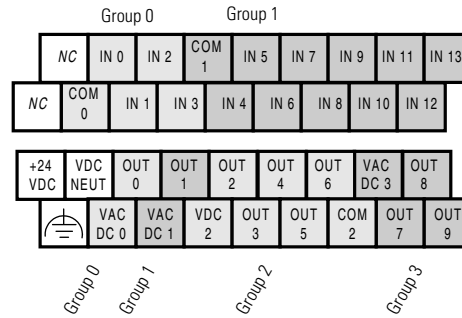 Group 0 Group 1
NC IN 0 IN 2 COM 1 IN 5 IN 7 IN 9 IN 11 IN 13
NC COM 0 IN 1 IN 3 IN 4 IN 6 IN 8 IN 10 IN 12
+24 VDC VDC NEUT OUT 0 OUT 1 OUT 2 OUT 4 OUT 6 VAC DC 3 OUT 8
VAC DC 0 VAC DC 1 VDC 2 OUT 3 OUT 5 COM 2 OUT 7 OUT 9
Group 0 Group 1 Group 2 Group 3